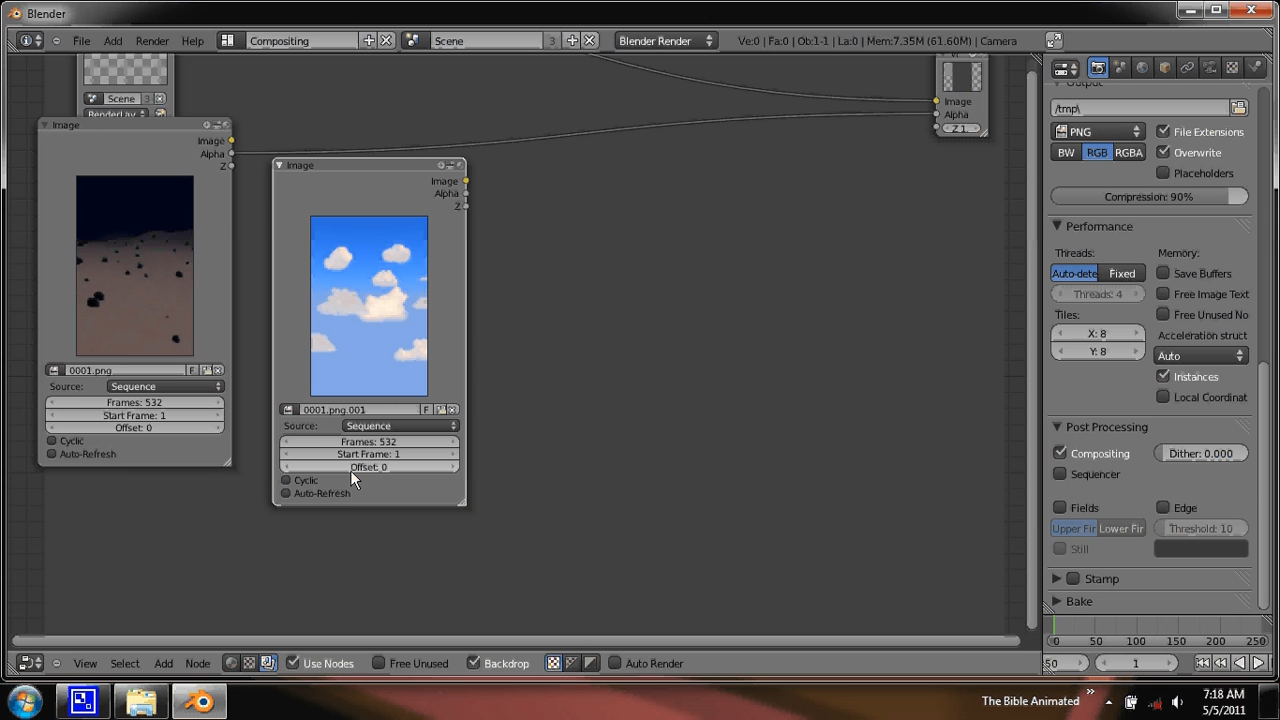 Blender
File Add Render Help Compositing Scene 3 Blender Render Ve:0 | Fa:0 | Ob:1-1 | La:0 | Mem:7.35M (61.60M) | Camera
Scene 3
RenderLay
Image
Image
Alpha
Z
0001.png F
Source: Sequence
Frames: 532
Start Frame: 1
Offset: 0
Cyclic
Auto-Refresh
Image
Image
Alpha
Z
0001.png.001 F
Source: Sequence
Frames: 532
Start Frame: 1
Offset: 0
Cyclic
Auto-Refresh
Image
Alpha
Z 1.
Output
/tmp\
PNG File Extensions
BW RGB RGBA Overwrite
Placeholders
Compression: 90%
Performance
Threads: Memory:
Auto-dete Fixed Save Buffers
Threads: 4 Free Image Text
Tiles: Free Unused No
X: 8 Acceleration struct
Y: 8 Auto
Instances
Local Coordinat
Post Processing
Compositing Dither: 0.000
Sequencer
Fields Edge
Upper Fir Lower Fir Threshold: 10
Still
Stamp
Bake
0 50 100 150 200 250
50 1
View Select Add Node Use Nodes Free Unused Backdrop Auto Render
The Bible Animated
7:18 AM
5/5/2011